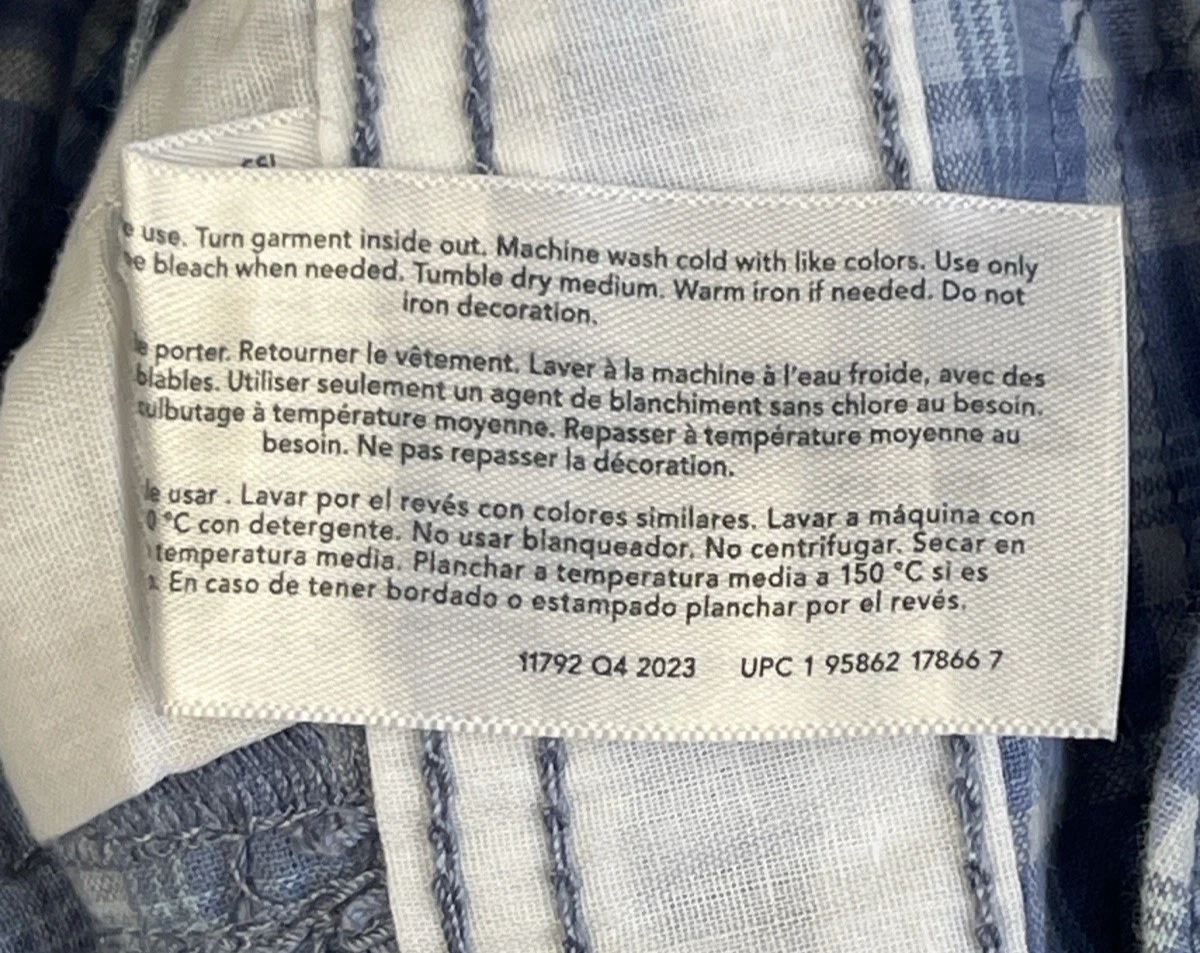 use. Turn garment inside out. Machine wash cold with like colors. Use only
bleach when needed. Tumble dry medium. Warm iron if needed. Do not
iron decoration.
porter. Retourner le vêtement. Laver à la machine à l'eau froide, avec des
blables. Utiliser seulement un agent de blanchiment sans chlore au besoin.
culbutage à température moyenne. Repasser à température moyenne au
besoin. Ne pas repasser la décoration.
usar . Lavar por el revés con colores similares. Lavar a máquina con
0 °C con detergente. No usar blanqueador. No centrifugar. Secar en
temperatura media. Planchar a temperatura media a 150 °C si es
En caso de tener bordado o estampado planchar por el revés.
11792 Q4 2023 UPC 1 95862 17866 7